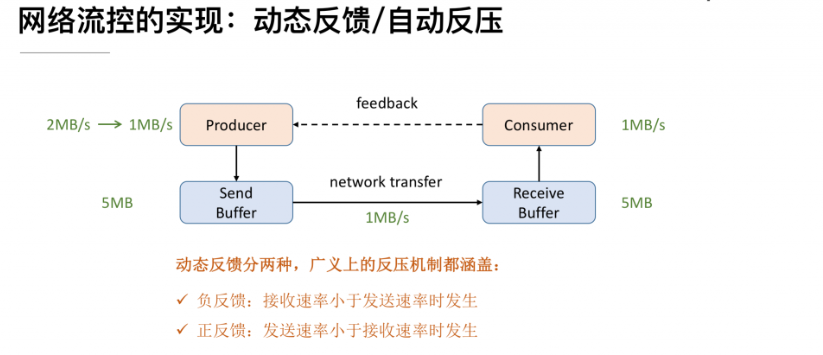 网络流控的实现：动态反馈/自动反压
feedback
2MB/s → 1MB/s
Producer
Consumer
1MB/s
network transfer
5MB
Send
Buffer
1MB/s
Receive
Buffer
5MB
动态反馈分两种，广义上的反压机制都涵盖：
✓ 负反馈：接收速率小于发送速率时发生
✓ 正反馈：发送速率小于接收速率时发生